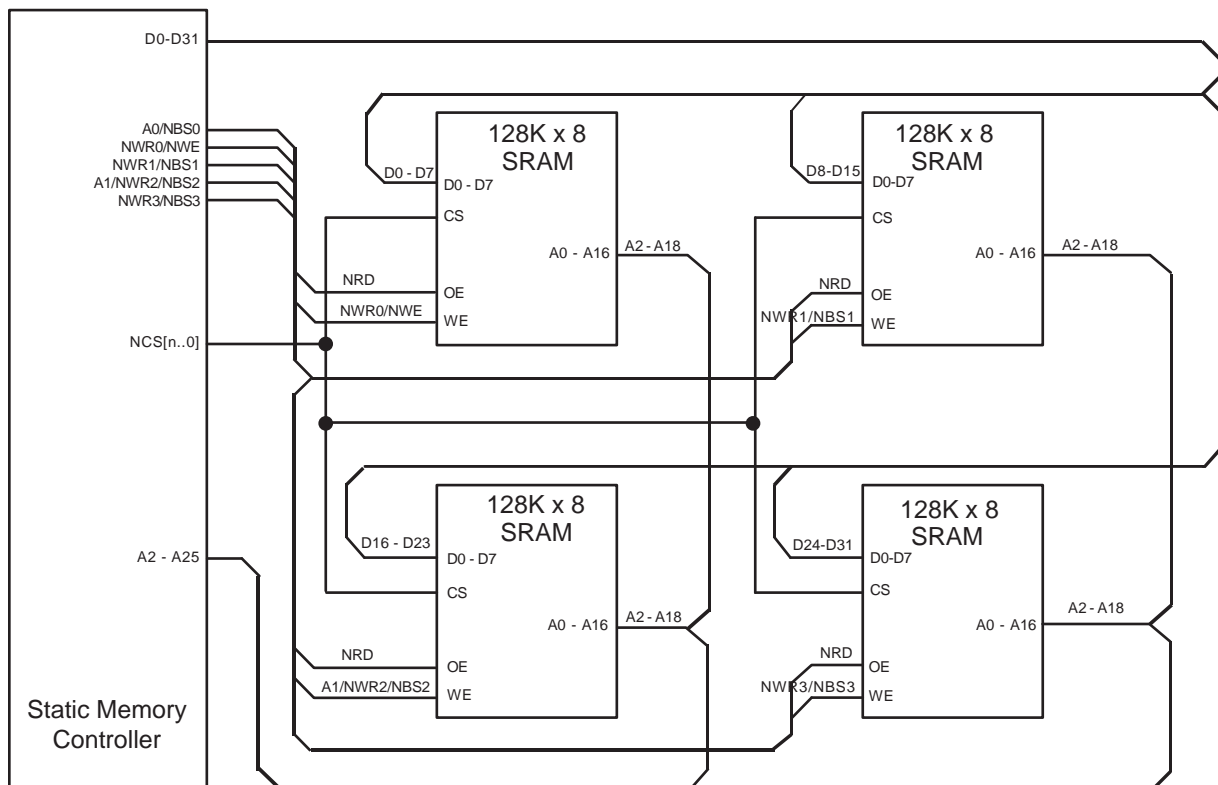 D0-D31
A0/NBS0
NWR0/NWE
NWR1/NBS1
A1/NWR2/NBS2
NWR3/NBS3
NCS[n..0]
A2 - A25
Static Memory
Controller
128K x 8
SRAM
D0 - D7
D0 - D7
CS
A0 - A16
A2 - A18
NRD
OE
NWR0/NWE
WE
128K x 8
SRAM
D8-D15
D0-D7
CS
A0 - A16
A2 - A18
NRD
OE
NWR1/NBS1
WE
128K x 8
SRAM
D16 - D23
D0 - D7
CS
A0 - A16
A2 - A18
NRD
OE
A1/NWR2/NBS2
WE
128K x 8
SRAM
D24-D31
D0-D7
CS
A0 - A16
A2 - A18
NRD
OE
NWR3/NBS3
WE